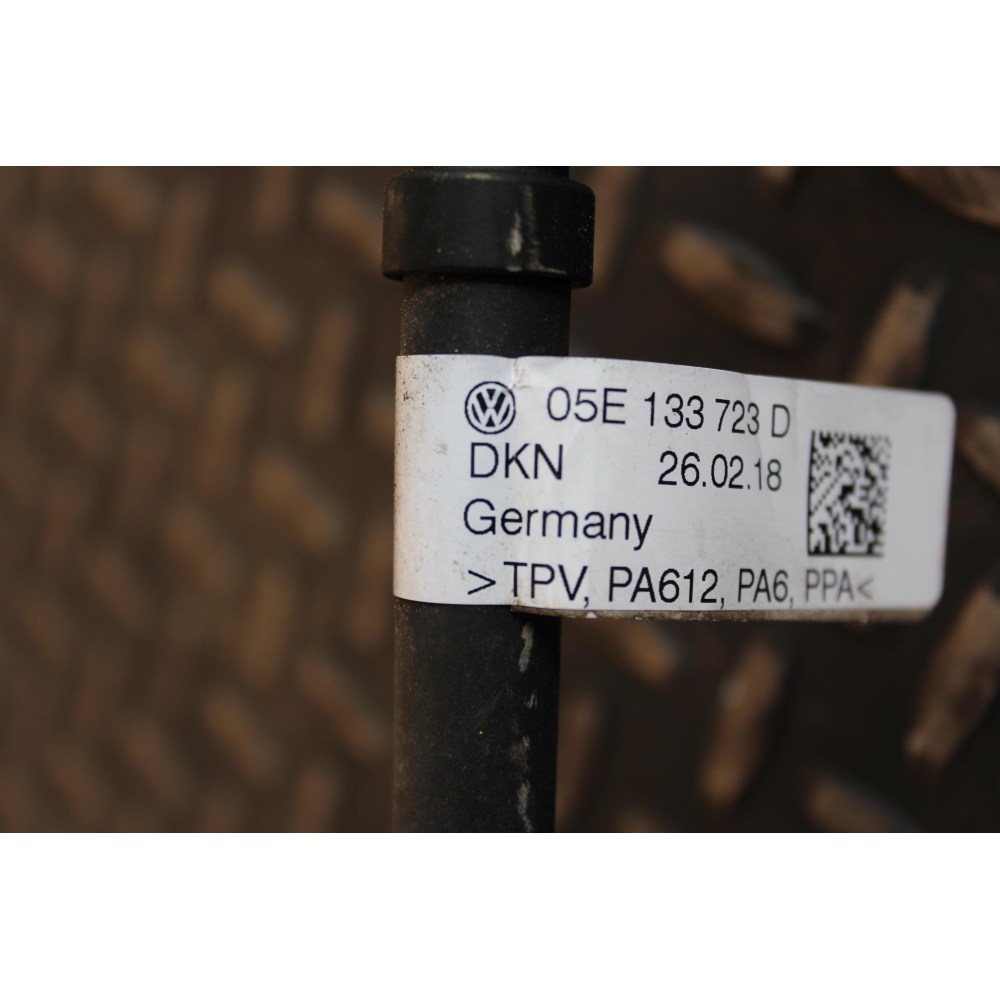 05E 133 723 D
DKN 26.02.18
Germany
>TPV, PA612, PA6, PPA<